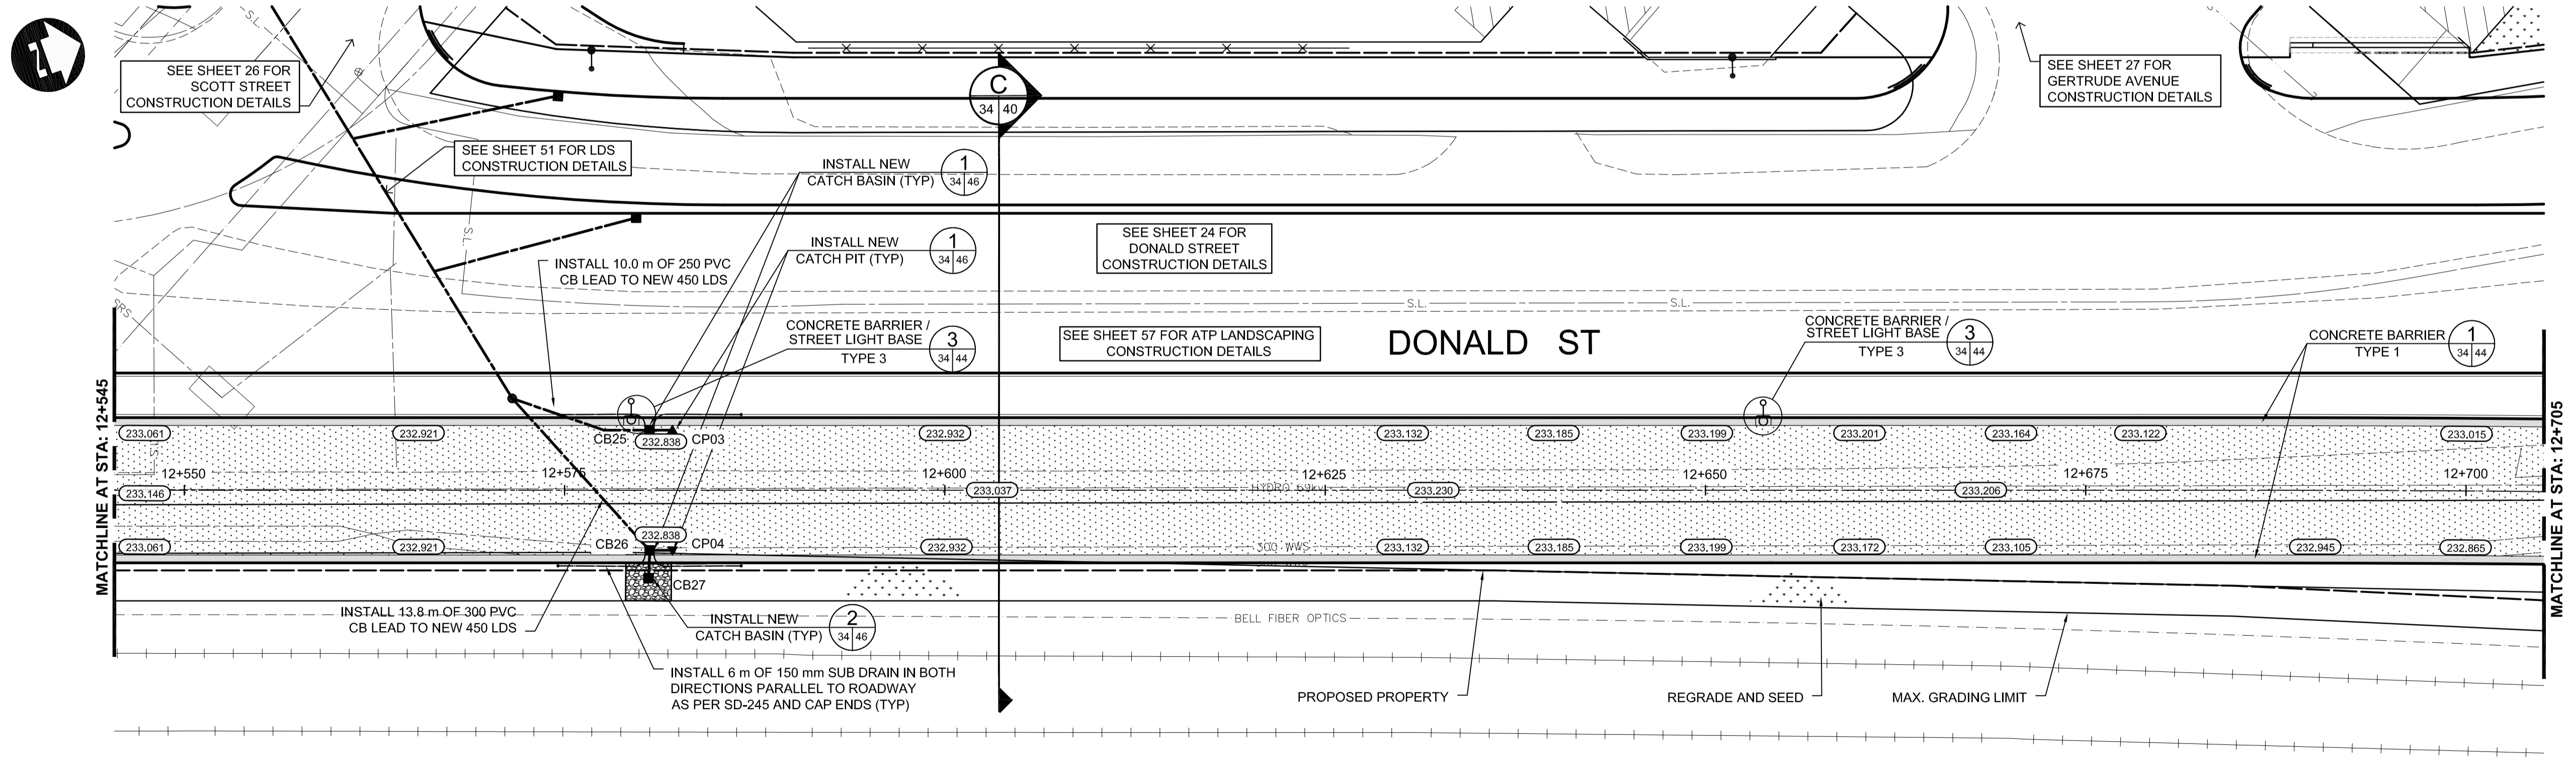 SEE SHEET 26 FOR
SCOTT STREET
CONSTRUCTION DETAILS
S.L.
SEE SHEET 27 FOR
GERTRUDE AVENUE
CONSTRUCTION DETAILS
C
34 40
SEE SHEET 51 FOR LDS
CONSTRUCTION DETAILS
INSTALL NEW
CATCH BASIN (TYP)
1
34 46
S.L.
INSTALL NEW
CATCH PIT (TYP)
1
34 46
SEE SHEET 24 FOR
DONALD STREET
CONSTRUCTION DETAILS
INSTALL 10.0 m OF 250 PVC
CB LEAD TO NEW 450 LDS
S.L.
S.L.
SRS
CONCRETE BARRIER /
STREET LIGHT BASE
TYPE 3
3
34 44
SEE SHEET 57 FOR ATP LANDSCAPING
CONSTRUCTION DETAILS
DONALD ST
CONCRETE BARRIER /
STREET LIGHT BASE
TYPE 3
3
34 44
CONCRETE BARRIER
TYPE 1
1
34 44
MATCHLINE AT STA: 12+545
MATCHLINE AT STA: 12+705
233.061
232.921
CB25
232.838
CP03
232.932
233.132
233.185
233.199
233.201
233.164
233.122
233.015
12+550
12+575
12+600
12+625
12+650
12+675
12+700
233.146
233.037
HYDRO 69kv
233.230
233.206
233.061
232.921
CB26
232.838
CP04
232.932
300 WWS
233.132
233.185
233.199
233.172
233.105
232.945
232.865
CB27
INSTALL 13.8 m OF 300 PVC
CB LEAD TO NEW 450 LDS
INSTALL NEW
CATCH BASIN (TYP)
2
34 46
BELL FIBER OPTICS
INSTALL 6 m OF 150 mm SUB DRAIN IN BOTH
DIRECTIONS PARALLEL TO ROADWAY
AS PER SD-245 AND CAP ENDS (TYP)
PROPOSED PROPERTY
REGRADE AND SEED
MAX. GRADING LIMIT